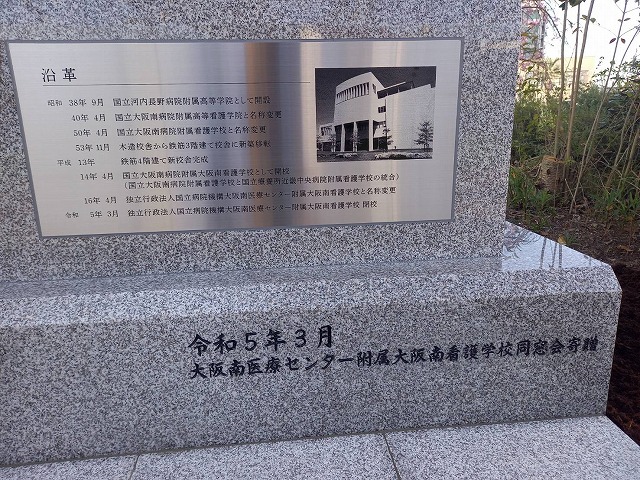 沿革
昭和 38年 9月 国立河内長野病院附属高等看護学院として開設
40年 4月 国立大阪南病院附属高等看護学院と名称変更
50年 4月 国立大阪南病院附属看護学校と名称変更
53年11月 木造校舎から鉄筋3階建て校舎に新築移転
平成 13年 鉄筋4階建て新校舎完成
14年 4月 国立大阪南病院附属大阪南看護学校として開校
(国立大阪南病院附属看護学校と国立療養所近畿中央病院附属看護学校の統合)
16年 4月 独立行政法人国立病院機構大阪南医療センター附属大阪南看護学校と名称変更
令和 5年 3月 独立行政法人国立病院機構大阪南医療センター附属大阪南看護学校 閉校
令和5年3月
大阪南医療センター附属大阪南看護学校同窓会寄贈